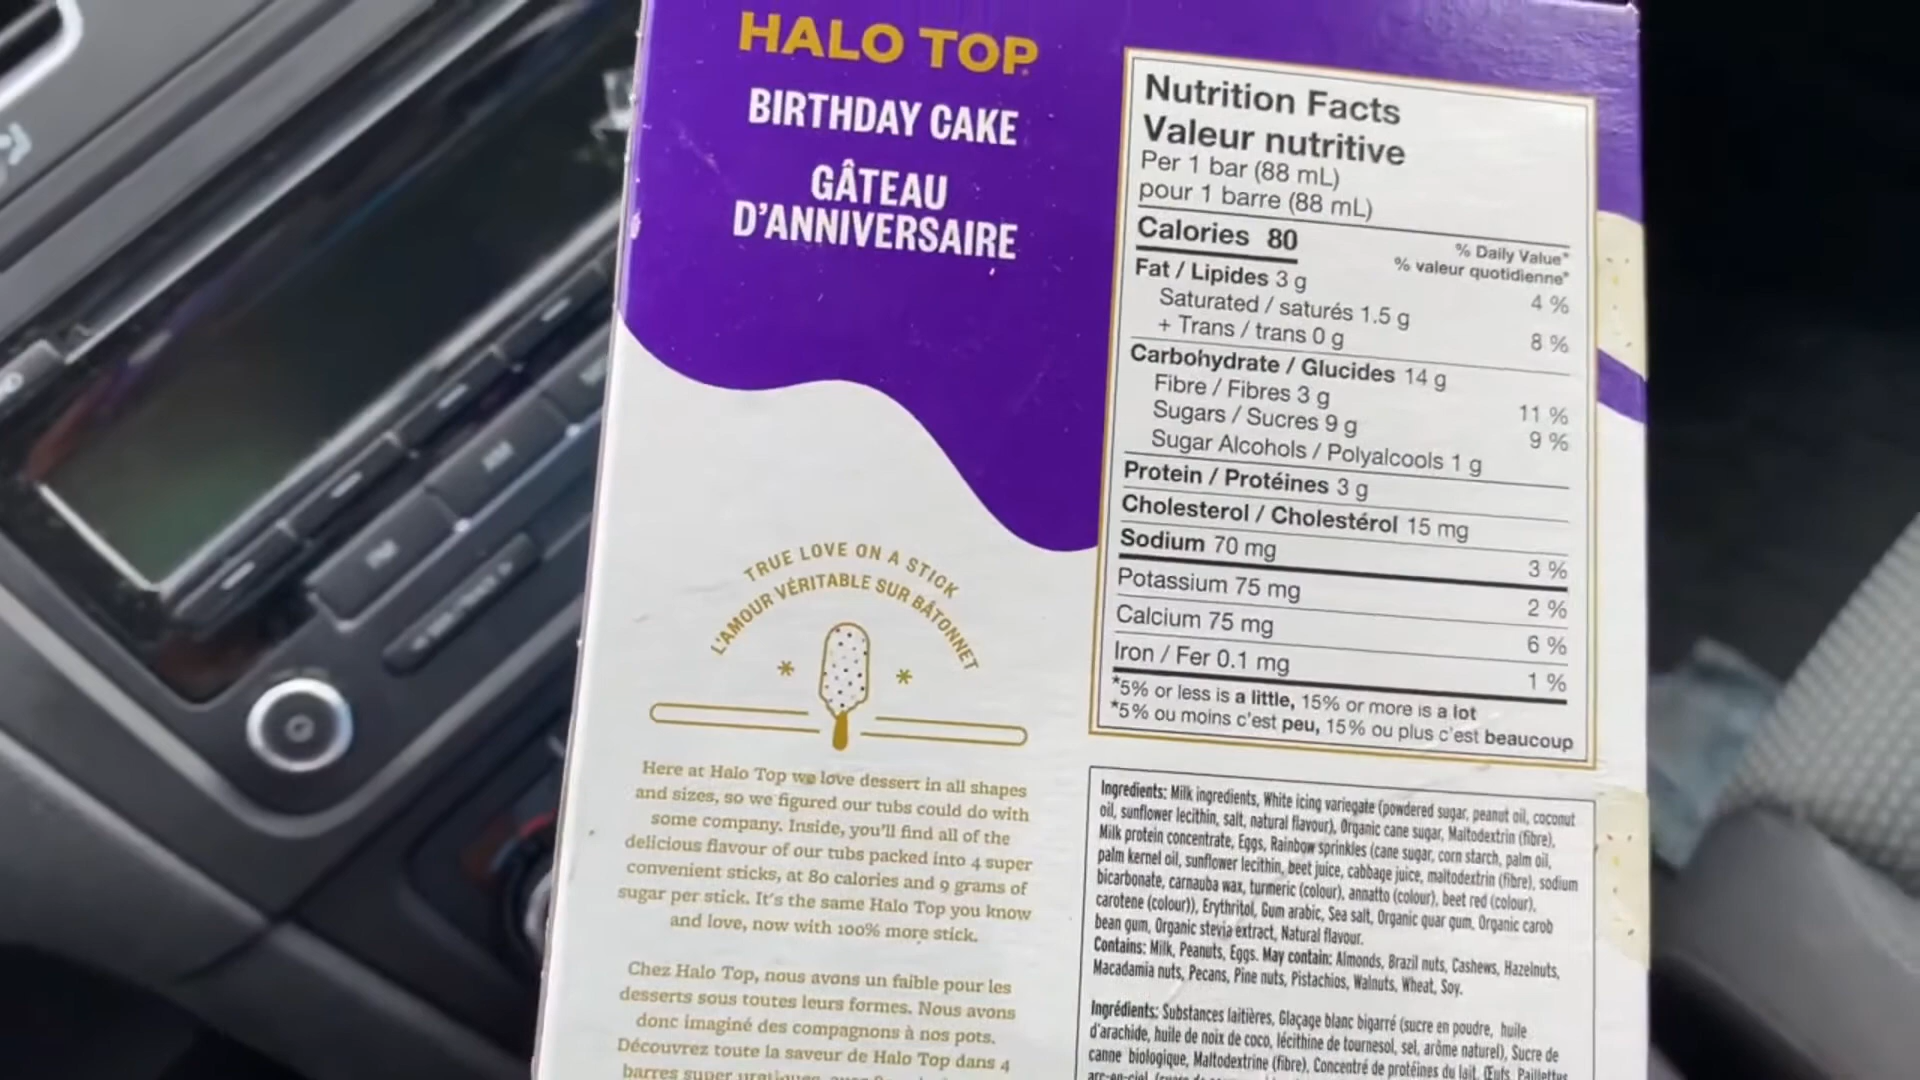 HALO TOP
BIRTHDAY CAKE
GÂTEAU
D'ANNIVERSAIRE
TRUE LOVE ON A STICK
L'AMOUR VÉRITABLE SUR BÂTONNET
Here at Halo Top we love dessert in all shapes
and sizes, so we figured our tubs could do with
some company. Inside, you'll find all of the
delicious flavour of our tubs packed into 4 super
convenient sticks, at 80 calories and 9 grams of
sugar per stick. It's the same Halo Top you know
and love, now with 100% more stick.
Chez Halo Top, nous avons un faible pour les
desserts sous toutes leurs formes. Nous avons
donc imaginé des compagnons à nos pots.
Découvrez toute la saveur de Halo Top dans 4
barres super pratiques
Nutrition Facts
Valeur nutritive
Per 1 bar (88 mL)
pour 1 barre (88 mL)
Calories 80
% Daily Value*
% valeur quotidienne*
Fat / Lipides 3 g 4 %
Saturated / saturés 1.5 g
+ Trans / trans 0 g 8 %
Carbohydrate / Glucides 14 g
Fibre / Fibres 3 g 11 %
Sugars / Sucres 9 g 9 %
Sugar Alcohols / Polyalcools 1 g
Protein / Protéines 3 g
Cholesterol / Cholestérol 15 mg
Sodium 70 mg 3 %
Potassium 75 mg 2 %
Calcium 75 mg 6 %
Iron / Fer 0.1 mg 1 %
*5% or less is a little, 15% or more is a lot
*5% ou moins c'est peu, 15% ou plus c'est beaucoup
Ingredients: Milk ingredients, White icing variegate (powdered sugar, peanut oil, coconut
oil, sunflower lecithin, salt, natural flavour), Organic cane sugar, Maltodextrin (fibre),
Milk protein concentrate, Eggs, Rainbow sprinkles (cane sugar, corn starch, palm oil,
palm kernel oil, sunflower lecithin, beet juice, cabbage juice, maltodextrin (fibre), sodium
bicarbonate, carnauba wax, turmeric (colour), annatto (colour), beet red (colour),
carotene (colour)), Erythritol, Gum arabic, Sea salt, Organic guar gum, Organic carob
bean gum, Organic stevia extract, Natural flavour.
Contains: Milk, Peanuts, Eggs. May contain: Almonds, Brazil nuts, Cashews, Hazelnuts,
Macadamia nuts, Pecans, Pine nuts, Pistachios, Walnuts, Wheat, Soy.
Ingrédients: Substances laitières, Glaçage blanc bigarré (sucre en poudre, huile
d'arachide, huile de noix de coco, lécithine de tournesol, sel, arôme naturel), Sucre de
canne biologique, Maltodextrine (fibre), Concentré de protéines du lait, Œufs, Paillettes